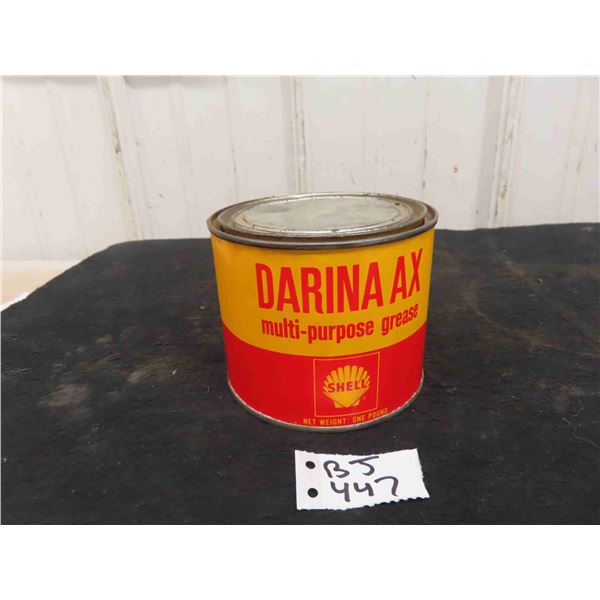 DARINA AX
multi-purpose grease
SHELL
NET WEIGHT: ONE POUND
BJ
447